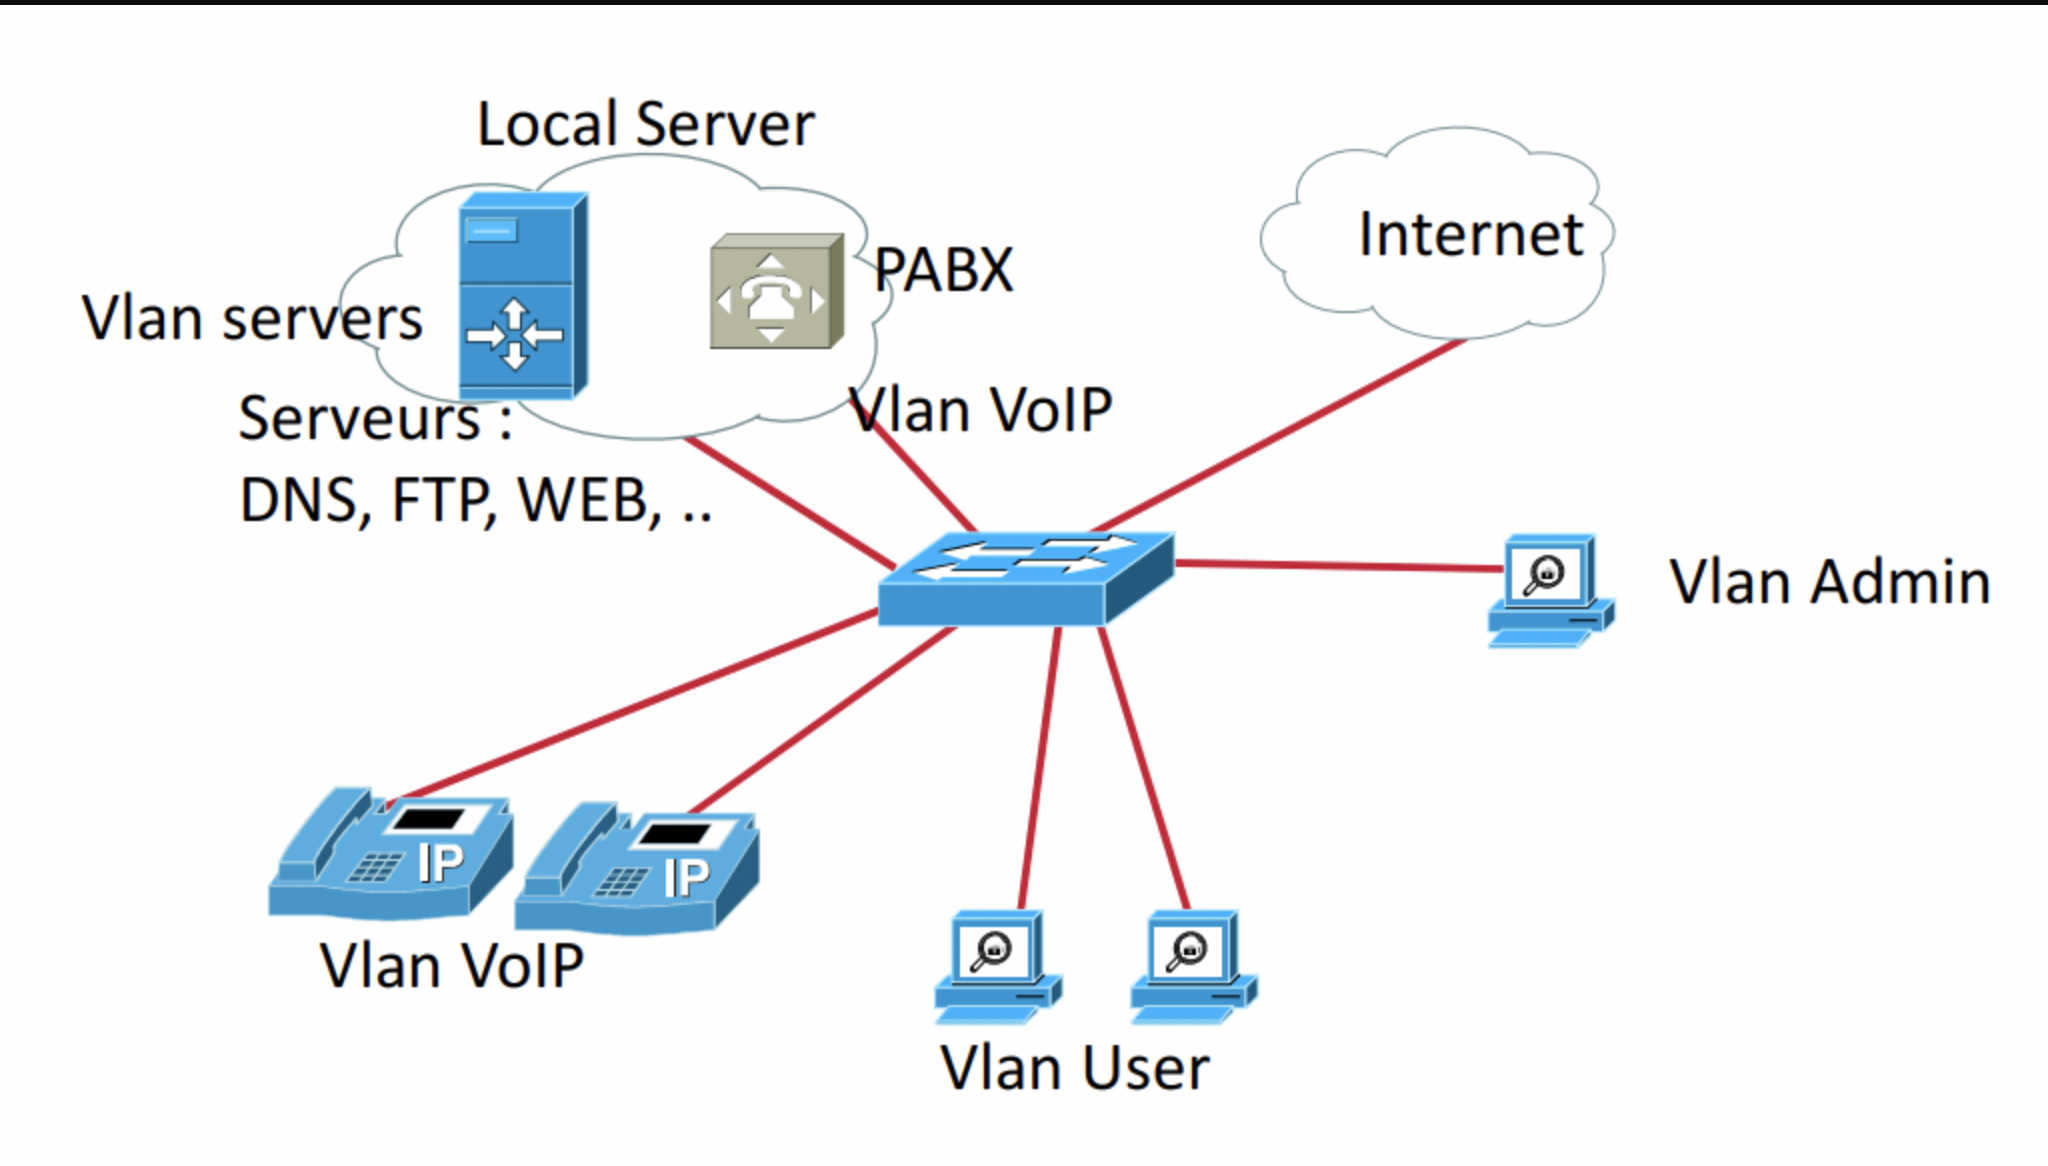 Local Server
Internet
PABX
Vlan servers
Vlan VoIP
Serveurs :
DNS, FTP, WEB, ..
Vlan Admin
IP
IP
Vlan VoIP
Vlan User